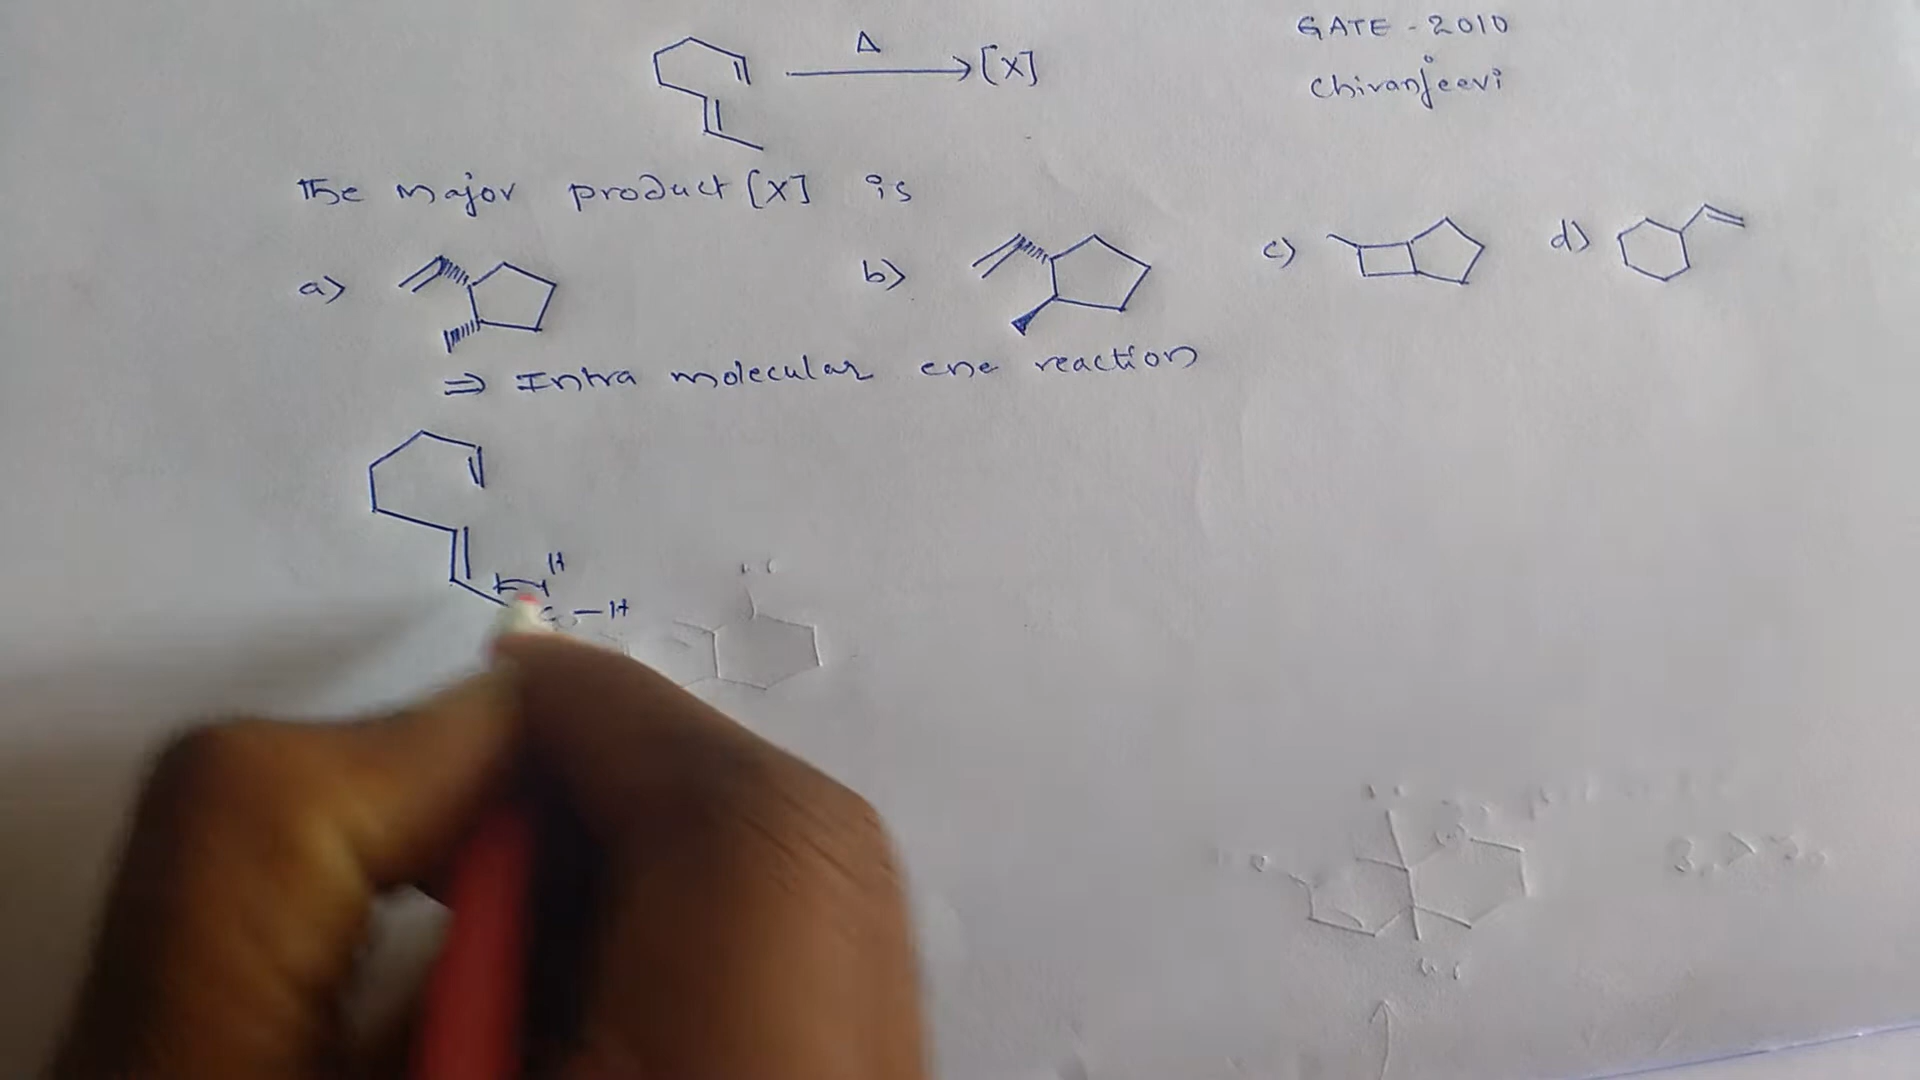 GATE - 2010
Chiranjeevi
Δ
[X]
The Major product [X] is
a)
b)
c)
d)
⇒ Intra molecular ene reaction
H
C - H